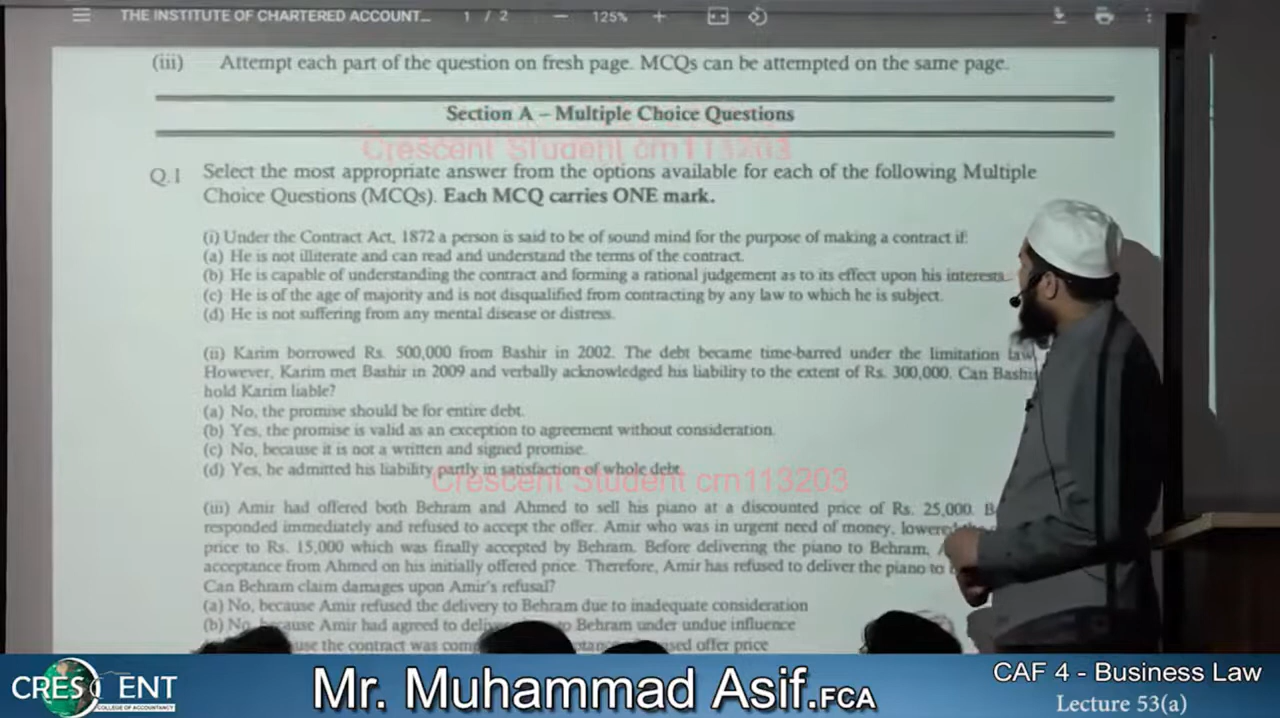 THE INSTITUTE OF CHARTERED ACCOUNT... 1 / 2 — 125% +
(iii) Attempt each part of the question on fresh page. MCQs can be attempted on the same page.
Section A – Multiple Choice Questions
Crescent Student crn113203
Q.1 Select the most appropriate answer from the options available for each of the following Multiple
Choice Questions (MCQs). Each MCQ carries ONE mark.
(i) Under the Contract Act, 1872 a person is said to be of sound mind for the purpose of making a contract if:
(a) He is not illiterate and can read and understand the terms of the contract.
(b) He is capable of understanding the contract and forming a rational judgement as to its effect upon his interests.
(c) He is of the age of majority and is not disqualified from contracting by any law to which he is subject.
(d) He is not suffering from any mental disease or distress.
(ii) Karim borrowed Rs. 500,000 from Bashir in 2002. The debt became time-barred under the limitation law
However, Karim met Bashir in 2009 and verbally acknowledged his liability to the extent of Rs. 300,000. Can Bashi
hold Karim liable?
(a) No, the promise should be for entire debt.
(b) Yes, the promise is valid as an exception to agreement without consideration.
(c) No, because it is not a written and signed promise.
(d) Yes, he admitted his liability partly in satisfaction of whole debt
Crescent Student crn113203
(iii) Amir had offered both Behram and Ahmed to sell his piano at a discounted price of Rs. 25,000. B
responded immediately and refused to accept the offer. Amir who was in urgent need of money, lowered
price to Rs. 15,000 which was finally accepted by Behram. Before delivering the piano to Behram,
acceptance from Ahmed on his initially offered price. Therefore, Amir has refused to deliver the piano to
Can Behram claim damages upon Amir's refusal?
(a) No, because Amir refused the delivery to Behram due to inadequate consideration
(b) No, because Amir had agreed to Behram under undue influence
the contract was offer price
CRESCENT
COLLEGE OF ACCOUNTANCY
Mr. Muhammad Asif.FCA
CAF 4 - Business Law
Lecture 53(a)